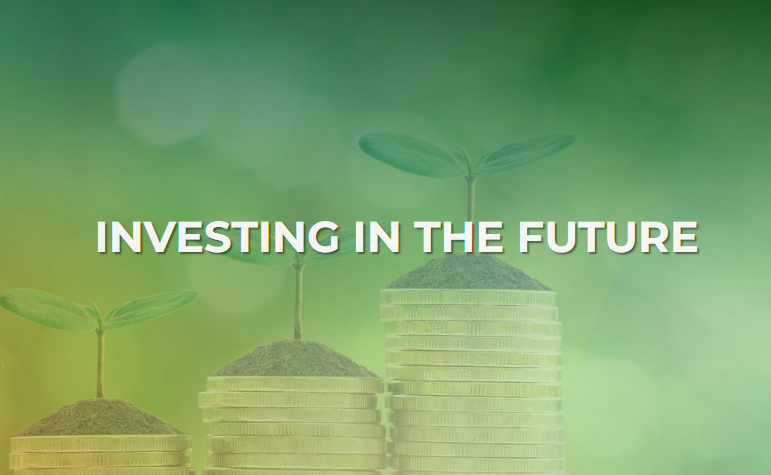 INVESTING IN THE FUTURE